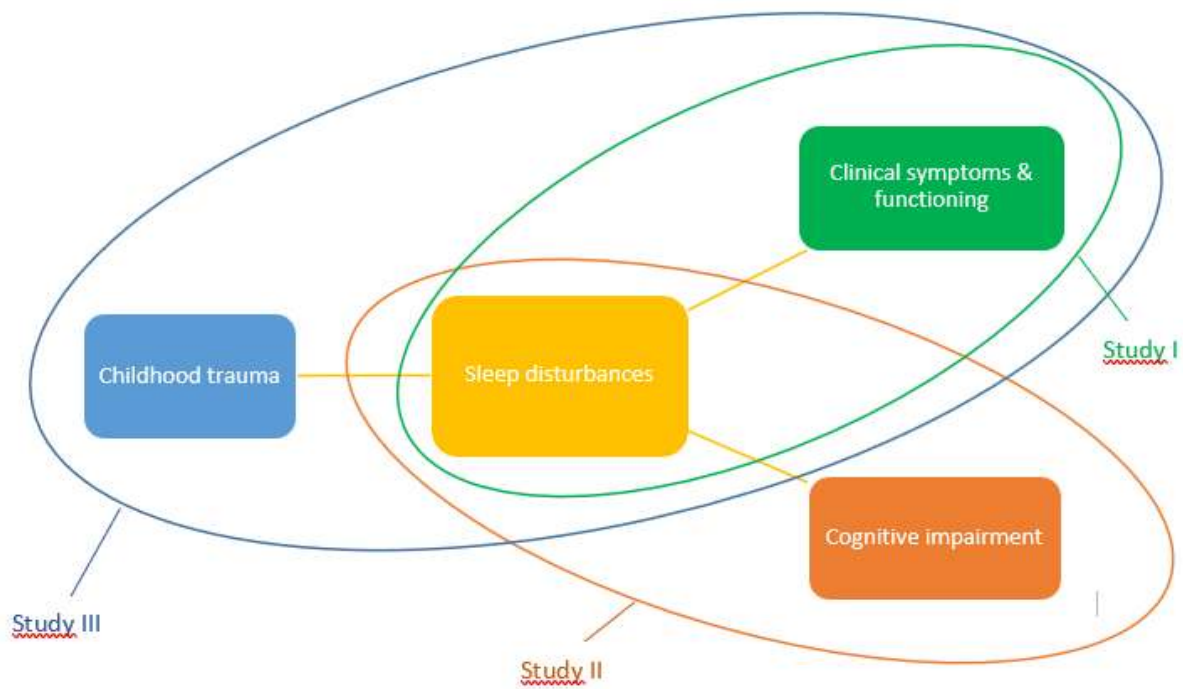 Clinical symptoms &
functioning
Study I
Childhood trauma
Sleep disturbances
Cognitive impairment
Study III
Study II